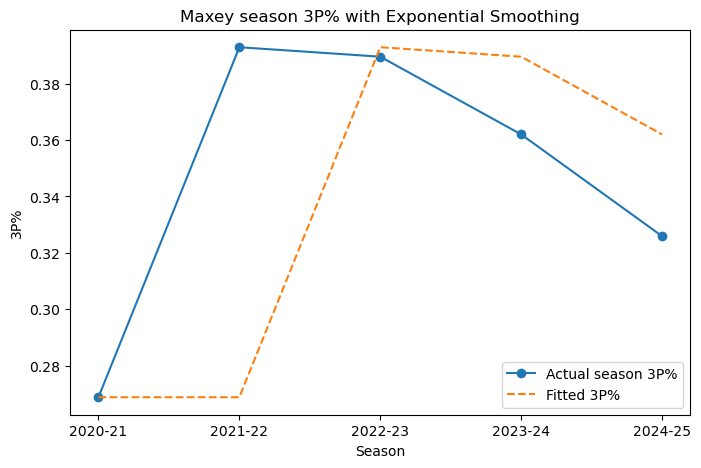 Maxey season 3P% with Exponential Smoothing
3P%
0.38
0.36
0.34
0.32
0.30
0.28
Actual season 3P%
Fitted 3P%
2020-21 2021-22 2022-23 2023-24 2024-25
Season